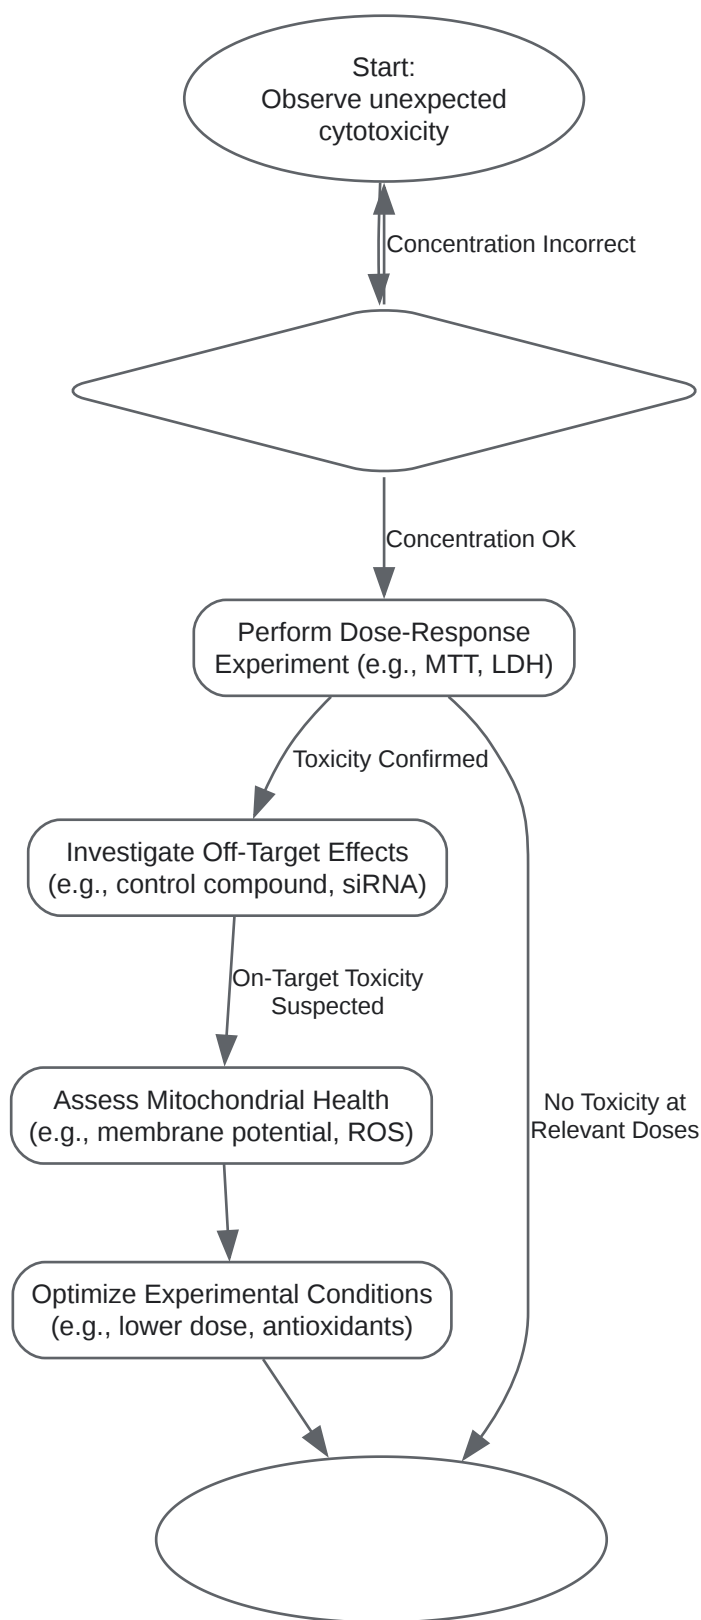 Start:
Observe unexpected
cytotoxicity
Concentration Incorrect
Concentration OK
Perform Dose-Response
Experiment (e.g., MTT, LDH)
Toxicity Confirmed
Investigate Off-Target Effects
(e.g., control compound, siRNA)
On-Target Toxicity
Suspected
Assess Mitochondrial Health
(e.g., membrane potential, ROS)
No Toxicity at
Relevant Doses
Optimize Experimental Conditions
(e.g., lower dose, antioxidants)